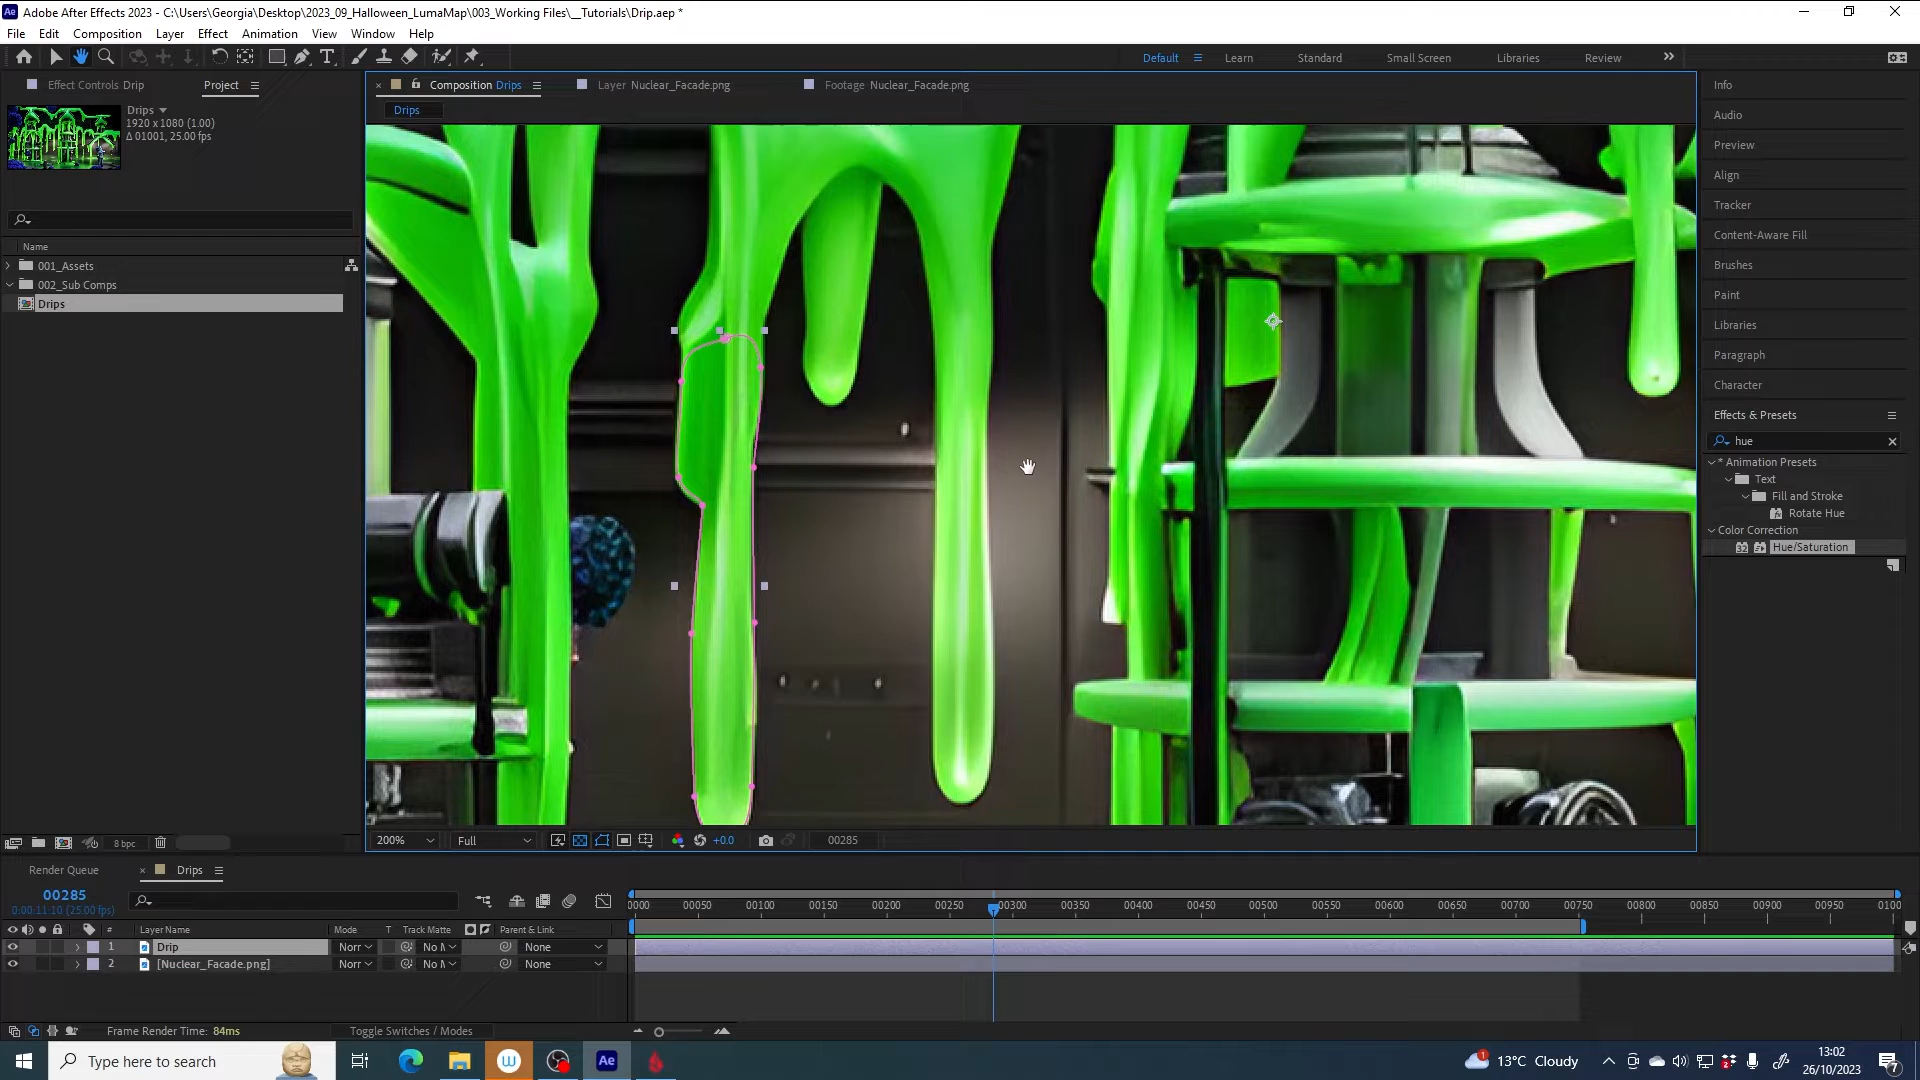 Adobe After Effects 2023 - C:\Users\Georgia\Desktop\2023_09_Halloween_LumaMap\003_Working Files\__Tutorials\Drip.aep *
File Edit Composition Layer Effect Animation View Window Help
Default Learn Standard Small Screen Libraries Review
Effect Controls Drip Project
Composition Drips Layer Nuclear_Facade.png Footage Nuclear_Facade.png
Drips
Drips
1920 x 1080 (1.00)
Δ 01001, 25.00 fps
Name
001_Assets
002_Sub Comps
Drips
Info
Audio
Preview
Align
Tracker
Content-Aware Fill
Brushes
Paint
Libraries
Paragraph
Character
Effects & Presets
hue
* Animation Presets
Text
Fill and Stroke
Rotate Hue
Color Correction
32 Hue/Saturation
8 bpc
200% Full +0.0 00285
Render Queue Drips
00285
0:00:11:10 (25.00 fps)
0000 00050 00100 00150 00200 00250 00300 00350 00400 00450 00500 00550 00600 00650 00700 00750 00800 00850 00900 00950 0100
# Layer Name Mode T Track Matte Parent & Link
1 Drip Norr No M None
2 [Nuclear_Facade.png] Norr No M None
Frame Render Time: 84ms Toggle Switches / Modes
Type here to search
Ae
13°C Cloudy
13:02
26/10/2023